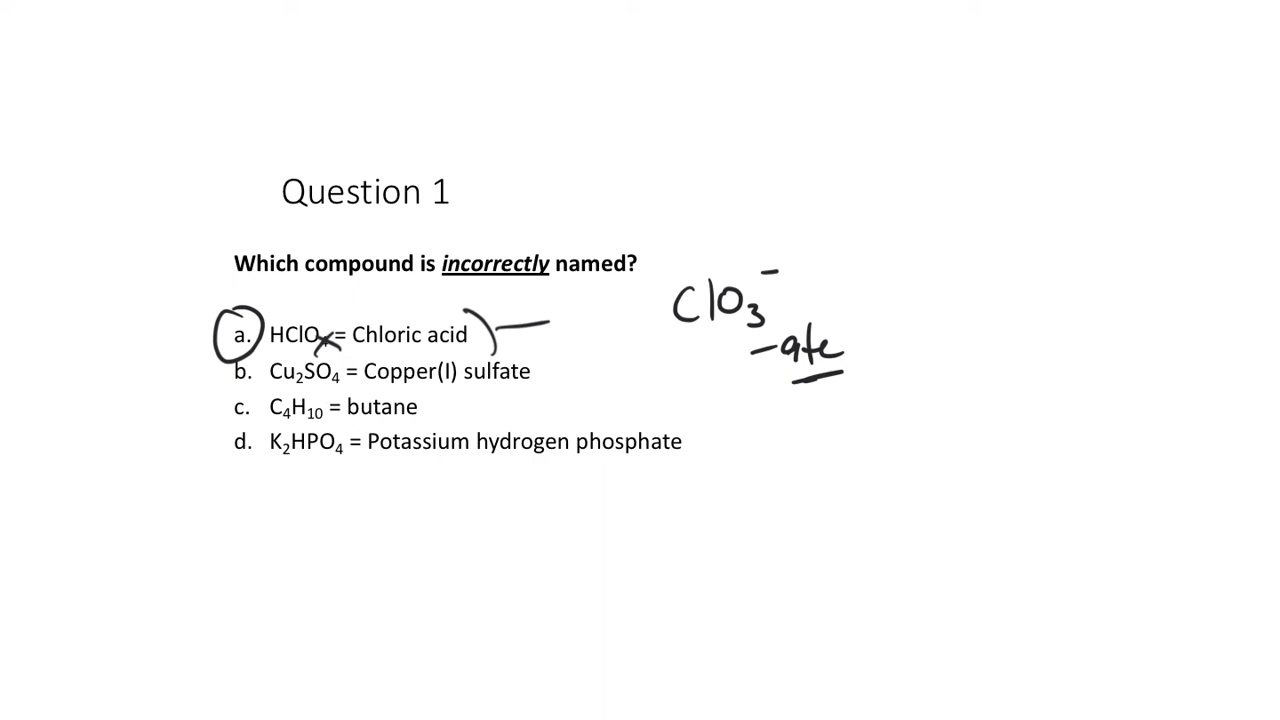 Question 1
Which compound is incorrectly named?
a. HClO₄ = Chloric acid
b. Cu₂SO₄ = Copper(I) sulfate
c. C₄H₁₀ = butane
d. K₂HPO₄ = Potassium hydrogen phosphate
ClO₃⁻
-ate